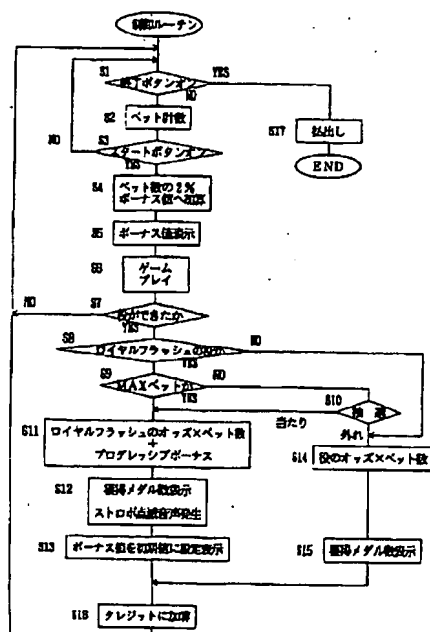 ルーチン
S1
終了ボタンオン
YES
NO
S2
ベット計数
S17
払出し
S3
スタートボタンオン
NO
YES
END
S4
ベット数の2%
ボーナス値へ加算
S5
ボーナス値表示
S6
ゲーム
プレイ
NO
S7
役ができたか
YES
S8
ロイヤルフラッシュの役か
NO
YES
S9
MAXベットか
NO
YES
S10
抽選
当たり
外れ
S11
ロイヤルフラッシュのオッズ×ベット数
+
プログレッシブボーナス
S14
役のオッズ×ベット数
S12
獲得メダル数表示
ストロボ点滅音声発生
S13
ボーナス値を初期値に設定表示
S15
獲得メダル数表示
S16
クレジットに加算